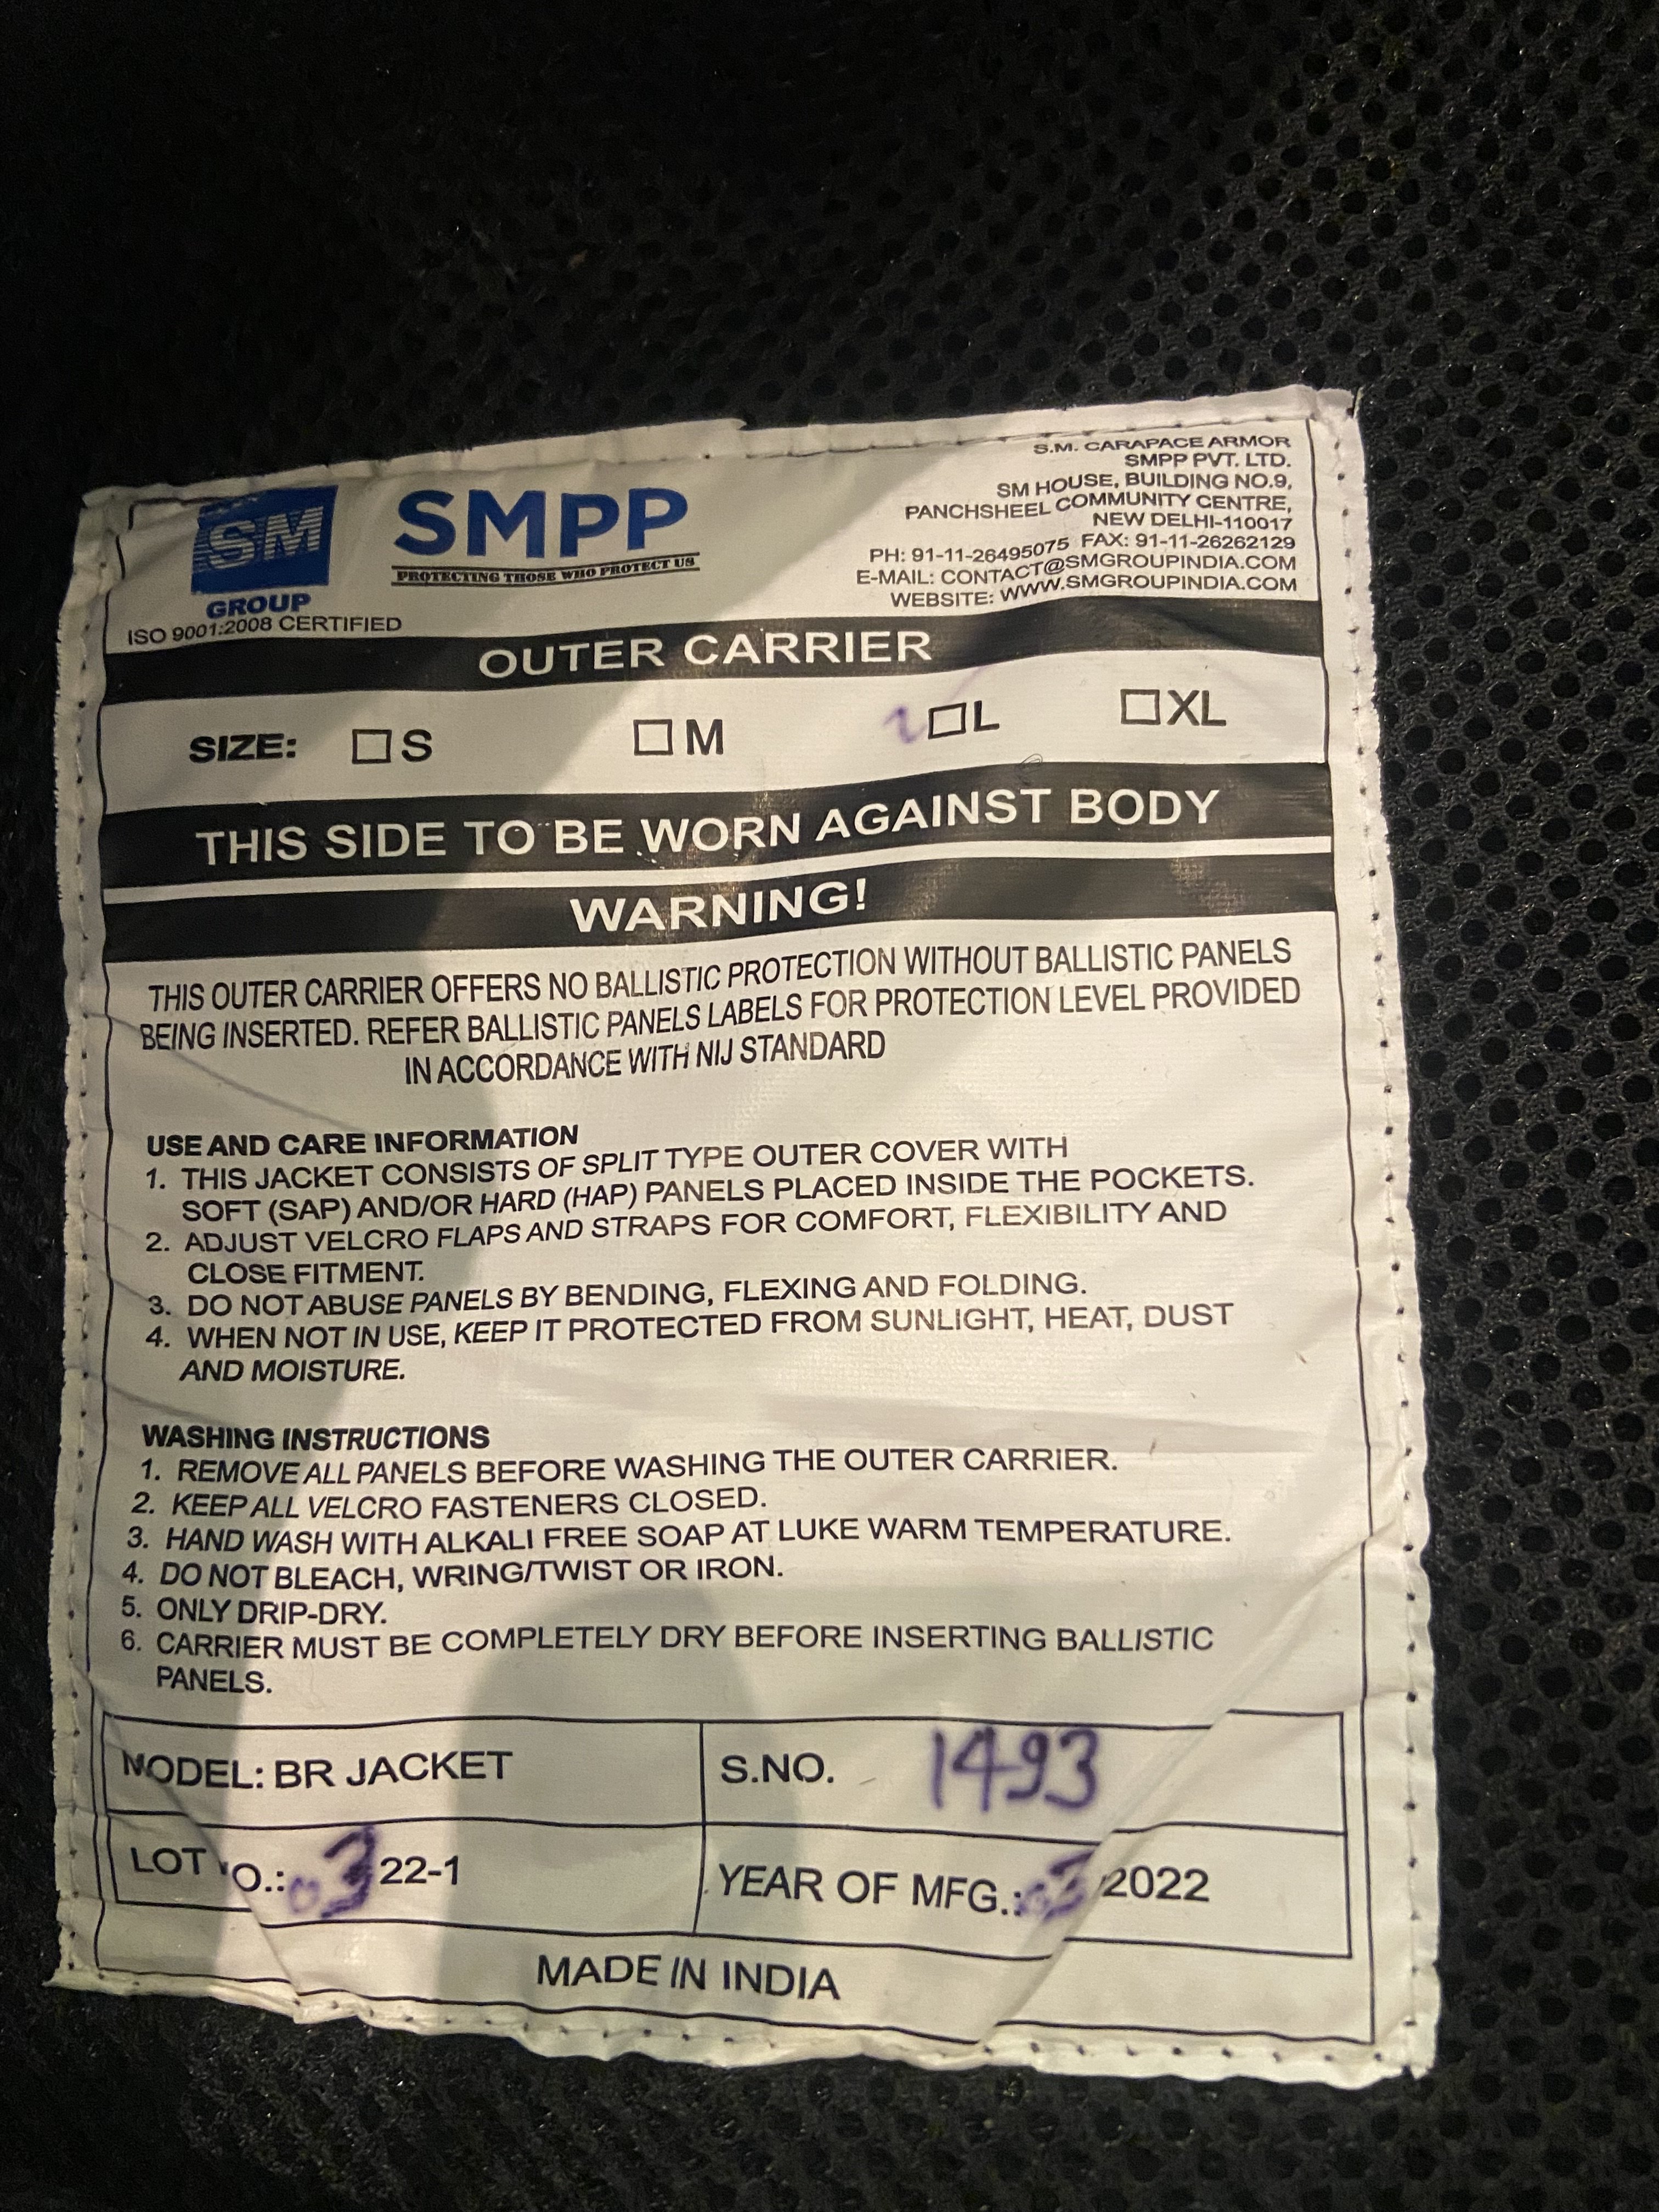 SM
GROUP
ISO 9001:2008 CERTIFIED
SMPP
PROTECTING THOSE WHO PROTECT US
S.M. CARAPACE ARMOR
SMPP PVT. LTD.
SM HOUSE, BUILDING NO.9,
PANCHSHEEL COMMUNITY CENTRE,
NEW DELHI-110017
PH: 91-11-26495075 FAX: 91-11-26262129
E-MAIL: CONTACT@SMGROUPINDIA.COM
WEBSITE: WWW.SMGROUPINDIA.COM
OUTER CARRIER
SIZE: S M L XL
THIS SIDE TO BE WORN AGAINST BODY
WARNING!
THIS OUTER CARRIER OFFERS NO BALLISTIC PROTECTION WITHOUT BALLISTIC PANELS
BEING INSERTED. REFER BALLISTIC PANELS LABELS FOR PROTECTION LEVEL PROVIDED
IN ACCORDANCE WITH NIJ STANDARD
USE AND CARE INFORMATION
1. THIS JACKET CONSISTS OF SPLIT TYPE OUTER COVER WITH
SOFT (SAP) AND/OR HARD (HAP) PANELS PLACED INSIDE THE POCKETS.
2. ADJUST VELCRO FLAPS AND STRAPS FOR COMFORT, FLEXIBILITY AND
CLOSE FITMENT.
3. DO NOT ABUSE PANELS BY BENDING, FLEXING AND FOLDING.
4. WHEN NOT IN USE, KEEP IT PROTECTED FROM SUNLIGHT, HEAT, DUST
AND MOISTURE.
WASHING INSTRUCTIONS
1. REMOVE ALL PANELS BEFORE WASHING THE OUTER CARRIER.
2. KEEP ALL VELCRO FASTENERS CLOSED.
3. HAND WASH WITH ALKALI FREE SOAP AT LUKE WARM TEMPERATURE.
4. DO NOT BLEACH, WRING/TWIST OR IRON.
5. ONLY DRIP-DRY.
6. CARRIER MUST BE COMPLETELY DRY BEFORE INSERTING BALLISTIC
PANELS.
MODEL: BR JACKET S.NO. 1493
LOT O.: 03 22-1 YEAR OF MFG.: 03 2022
MADE IN INDIA